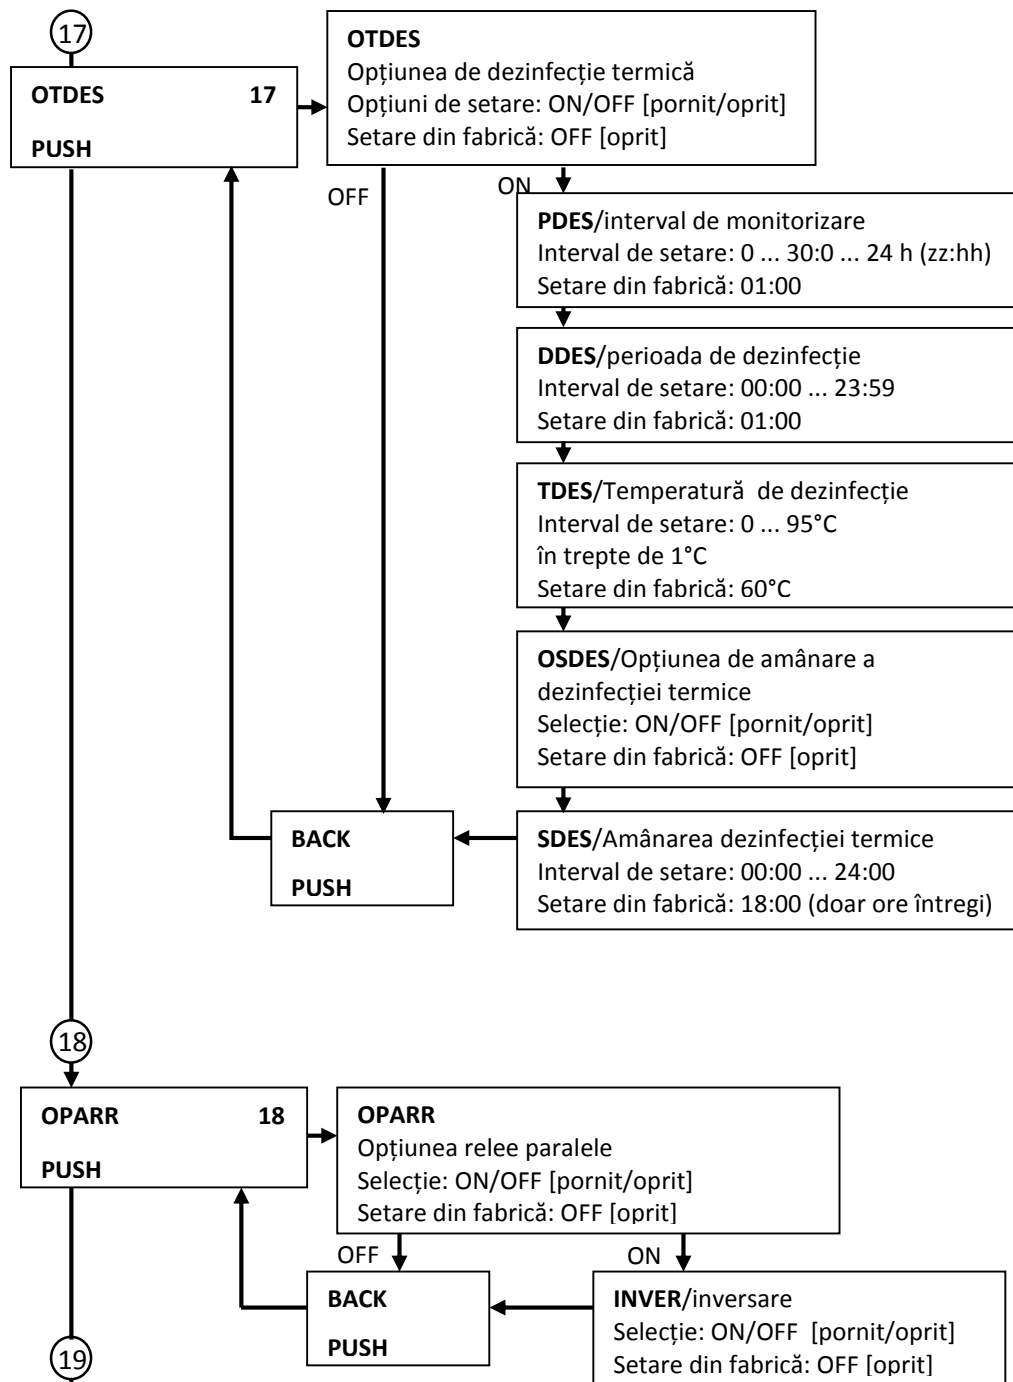 17
OTDES 17
PUSH
OTDES
Opțiunea de dezinfecție termică
Opțiuni de setare: ON/OFF [pornit/oprit]
Setare din fabrică: OFF [oprit]
OFF
ON
PDES/interval de monitorizare
Interval de setare: 0 ... 30:0 ... 24 h (zz:hh)
Setare din fabrică: 01:00
DDES/perioada de dezinfecție
Interval de setare: 00:00 ... 23:59
Setare din fabrică: 01:00
TDES/Temperatură de dezinfecție
Interval de setare: 0 ... 95°C
în trepte de 1°C
Setare din fabrică: 60°C
OSDES/Opțiunea de amânare a
dezinfecției termice
Selecție: ON/OFF [pornit/oprit]
Setare din fabrică: OFF [oprit]
SDES/Amânarea dezinfecției termice
Interval de setare: 00:00 ... 24:00
Setare din fabrică: 18:00 (doar ore întregi)
BACK
PUSH
18
OPARR 18
PUSH
OPARR
Opțiunea relee paralele
Selecție: ON/OFF [pornit/oprit]
Setare din fabrică: OFF [oprit]
OFF
ON
BACK
PUSH
INVER/inversare
Selecție: ON/OFF [pornit/oprit]
Setare din fabrică: OFF [oprit]
19